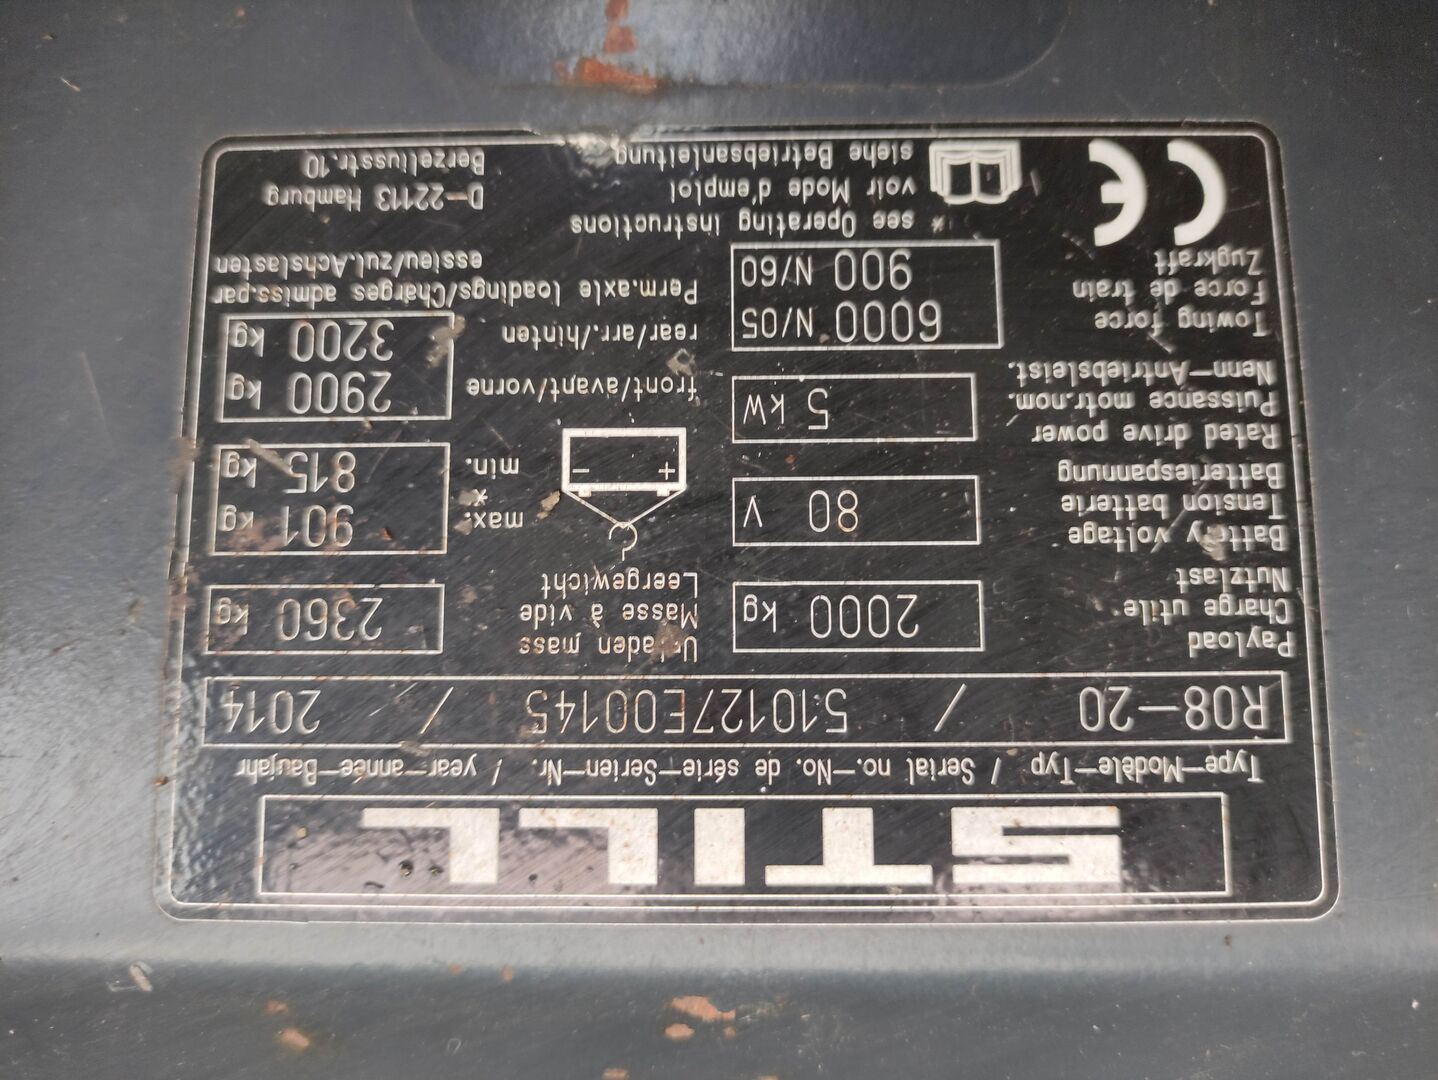 STILL
Type-Modèle-Typ / Serial no.-No. de série-Serien-Nr. / year-année-Baujahr
R08-20 / 510127E00145 / 2014
Payload
Charge utile
Nutzlast
2000 kg
Unladen mass
Masse à vide
Leergewicht
2360 kg
Battery voltage
Tension batterie
Batteriespannung
80 V
max.
*
min.
901 kg
815 kg
+ -
Rated drive power
Puissance motr.nom.
Nenn-Antriebsleist.
5 kW
front/avant/vorne
2900 kg
rear/arr./hinten
3200 kg
Towing force
Force de train
Zugkraft
6000 N/05
900 N/60
Perm.axle loadings/Charges admiss.par
essieu/zul.Achslasten
CE
* see Operating instructions
voir Mode d'emploi
siehe Betriebsanleitung
D-22113 Hamburg
Berzeliusstr.10